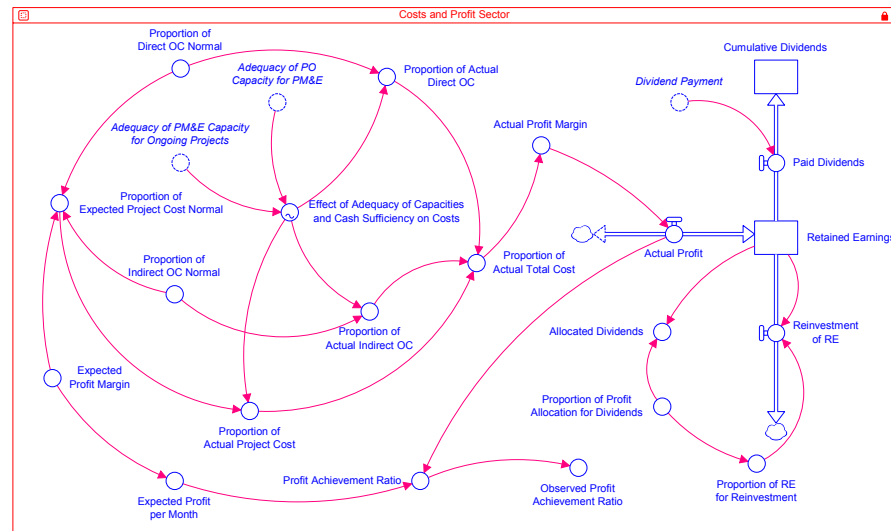 Costs and Profit Sector
Proportion of
Direct OC Normal
Adequacy of PO
Capacity for PM&E
Proportion of Actual
Direct OC
Dividend Payment
Cumulative Dividends
Adequacy of PM&E Capacity
for Ongoing Projects
Actual Profit Margin
Paid Dividends
Proportion of
Expected Project Cost Normal
Effect of Adequacy of Capacities
and Cash Sufficiency on Costs
Retained Earnings
Proportion of
Indirect OC Normal
Proportion of
Actual Total Cost
Actual Profit
Proportion of
Actual Indirect OC
Allocated Dividends
Reinvestment
of RE
Expected
Profit Margin
Proportion of Profit
Allocation for Dividends
Proportion of
Actual Project Cost
Profit Achievement Ratio
Expected Profit
per Month
Observed Profit
Achievement Ratio
Proportion of RE
for Reinvestment